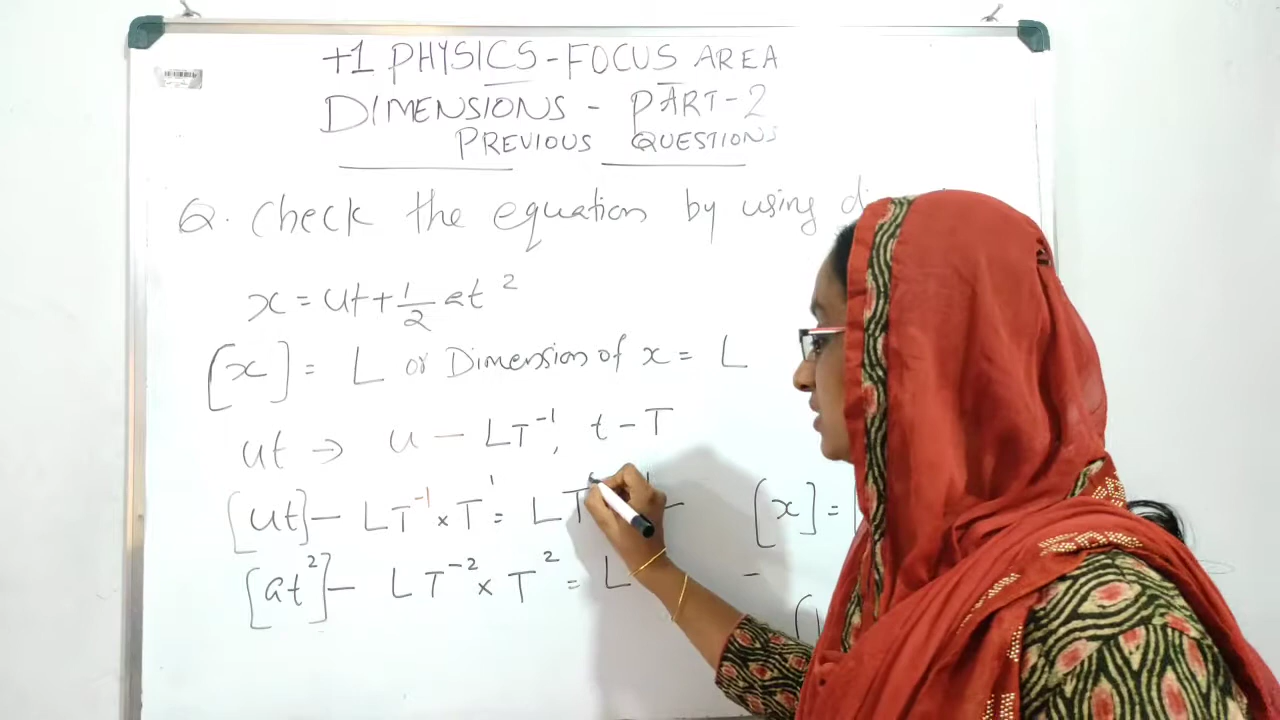 +1 PHYSICS - FOCUS AREA
DIMENSIONS - PART-2
PREVIOUS QUESTIONS
Q. Check the equation by using
x = ut + 1/2 at²
[x] = L or Dimension of x = L
ut → u - LT⁻¹, t - T
[ut] - LT⁻¹ × T¹ = LT
[x] =
[at²] - LT⁻² × T² = L